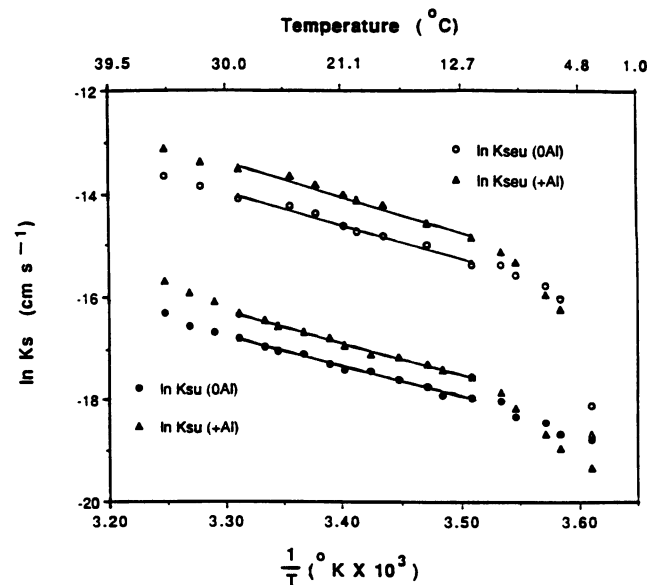 Temperature (°C)
39.5 30.0 21.1 12.7 4.8 1.0
-12
-14
-16
-18
-20
ln Ks (cm s⁻¹)
○ ln Kseu (0Al)
▲ ln Kseu (+Al)
● ln Ksu (0Al)
▲ ln Ksu (+Al)
3.20 3.30 3.40 3.50 3.60
1/T (°K X 10³)